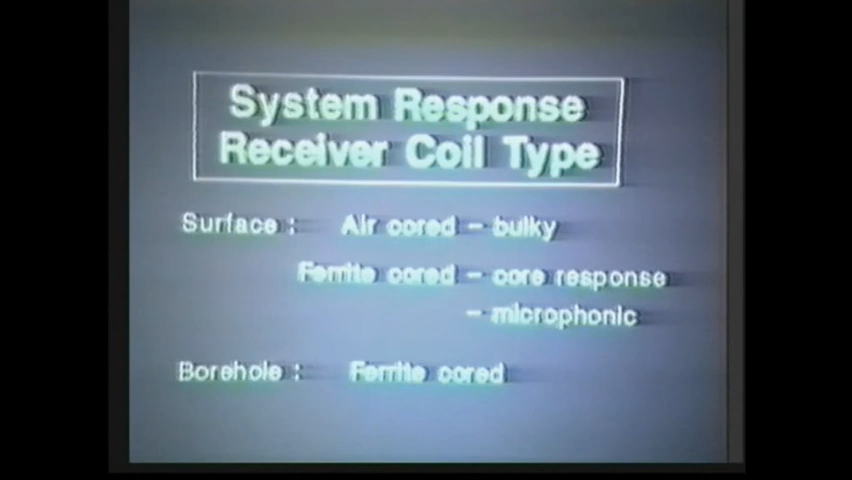 System Response
Receiver Coil Type
Surface : Air cored - bulky
Ferrite cored - core response
- microphonic
Borehole : Ferrite cored